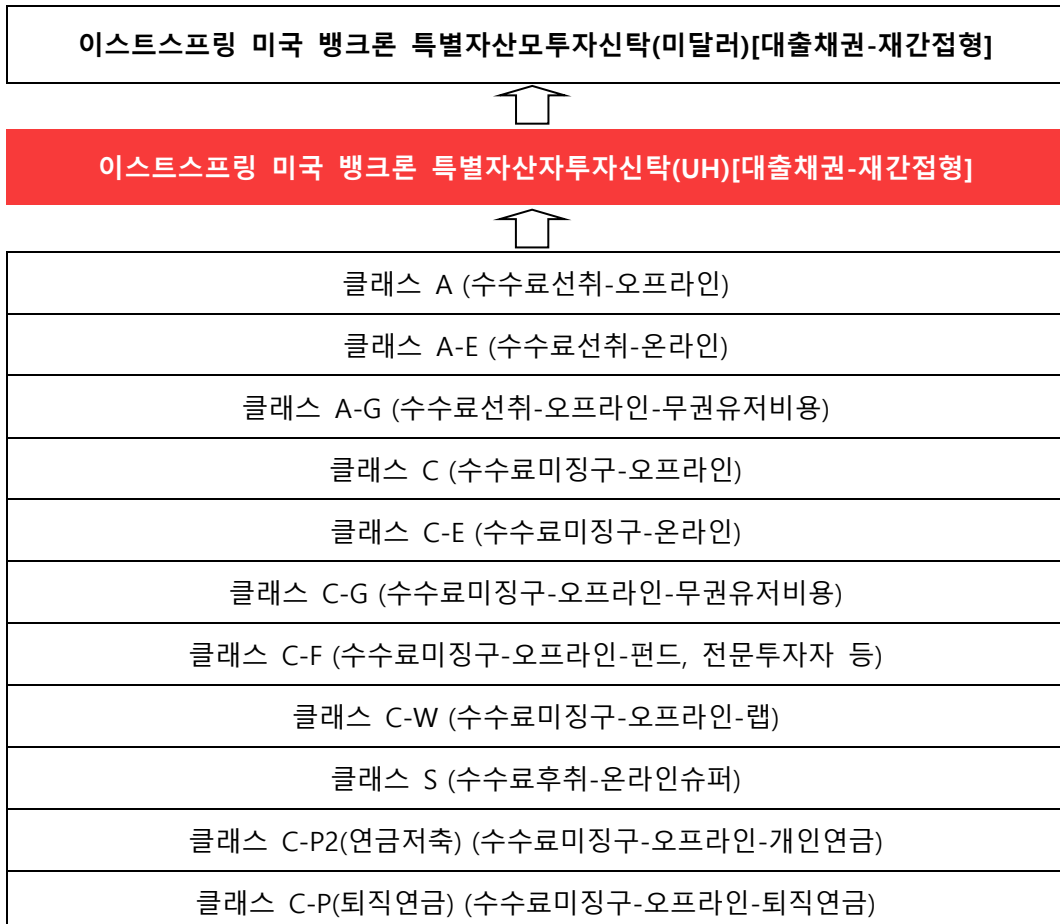 이스트스프링 미국 뱅크론 특별자산모투자신탁(미달러)[대출채권-재간접형]
이스트스프링 미국 뱅크론 특별자산자투자신탁(UH)[대출채권-재간접형]
클래스 A (수수료선취-오프라인)
클래스 A-E (수수료선취-온라인)
클래스 A-G (수수료선취-오프라인-무권유저비용)
클래스 C (수수료미징구-오프라인)
클래스 C-E (수수료미징구-온라인)
클래스 C-G (수수료미징구-오프라인-무권유저비용)
클래스 C-F (수수료미징구-오프라인-펀드, 전문투자자 등)
클래스 C-W (수수료미징구-오프라인-랩)
클래스 S (수수료후취-온라인슈퍼)
클래스 C-P2(연금저축) (수수료미징구-오프라인-개인연금)
클래스 C-P(퇴직연금) (수수료미징구-오프라인-퇴직연금)